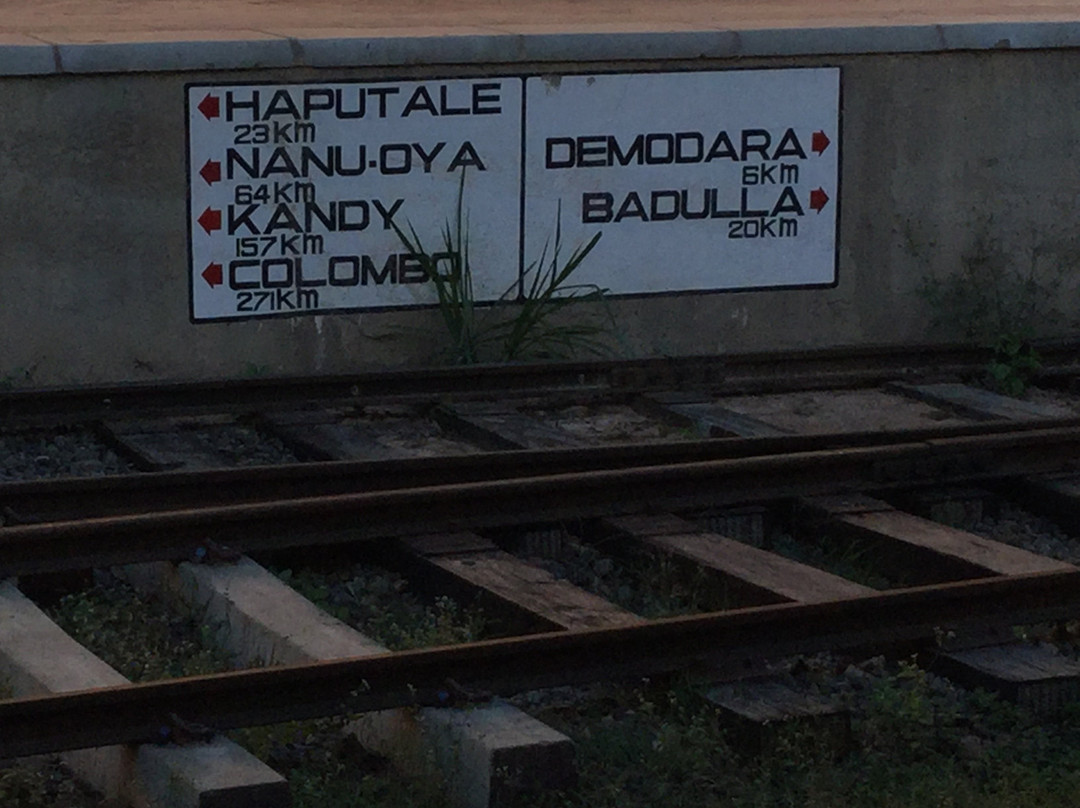 HAPUTALE
23Km
NANU-OYA
64Km
KANDY
157Km
COLOMBO
271Km
DEMODARA
6Km
BADULLA
20Km